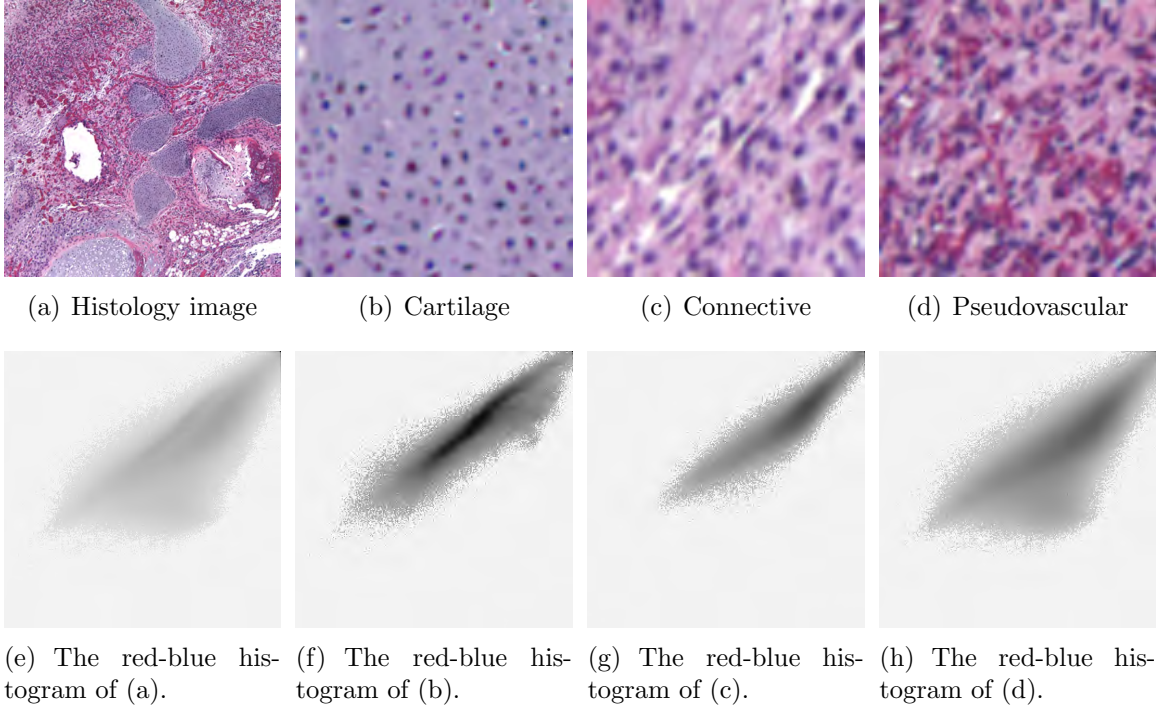 (a) Histology image
(b) Cartilage
(c) Connective
(d) Pseudovascular
(e) The red-blue his-
togram of (a).
(f) The red-blue his-
togram of (b).
(g) The red-blue his-
togram of (c).
(h) The red-blue his-
togram of (d).